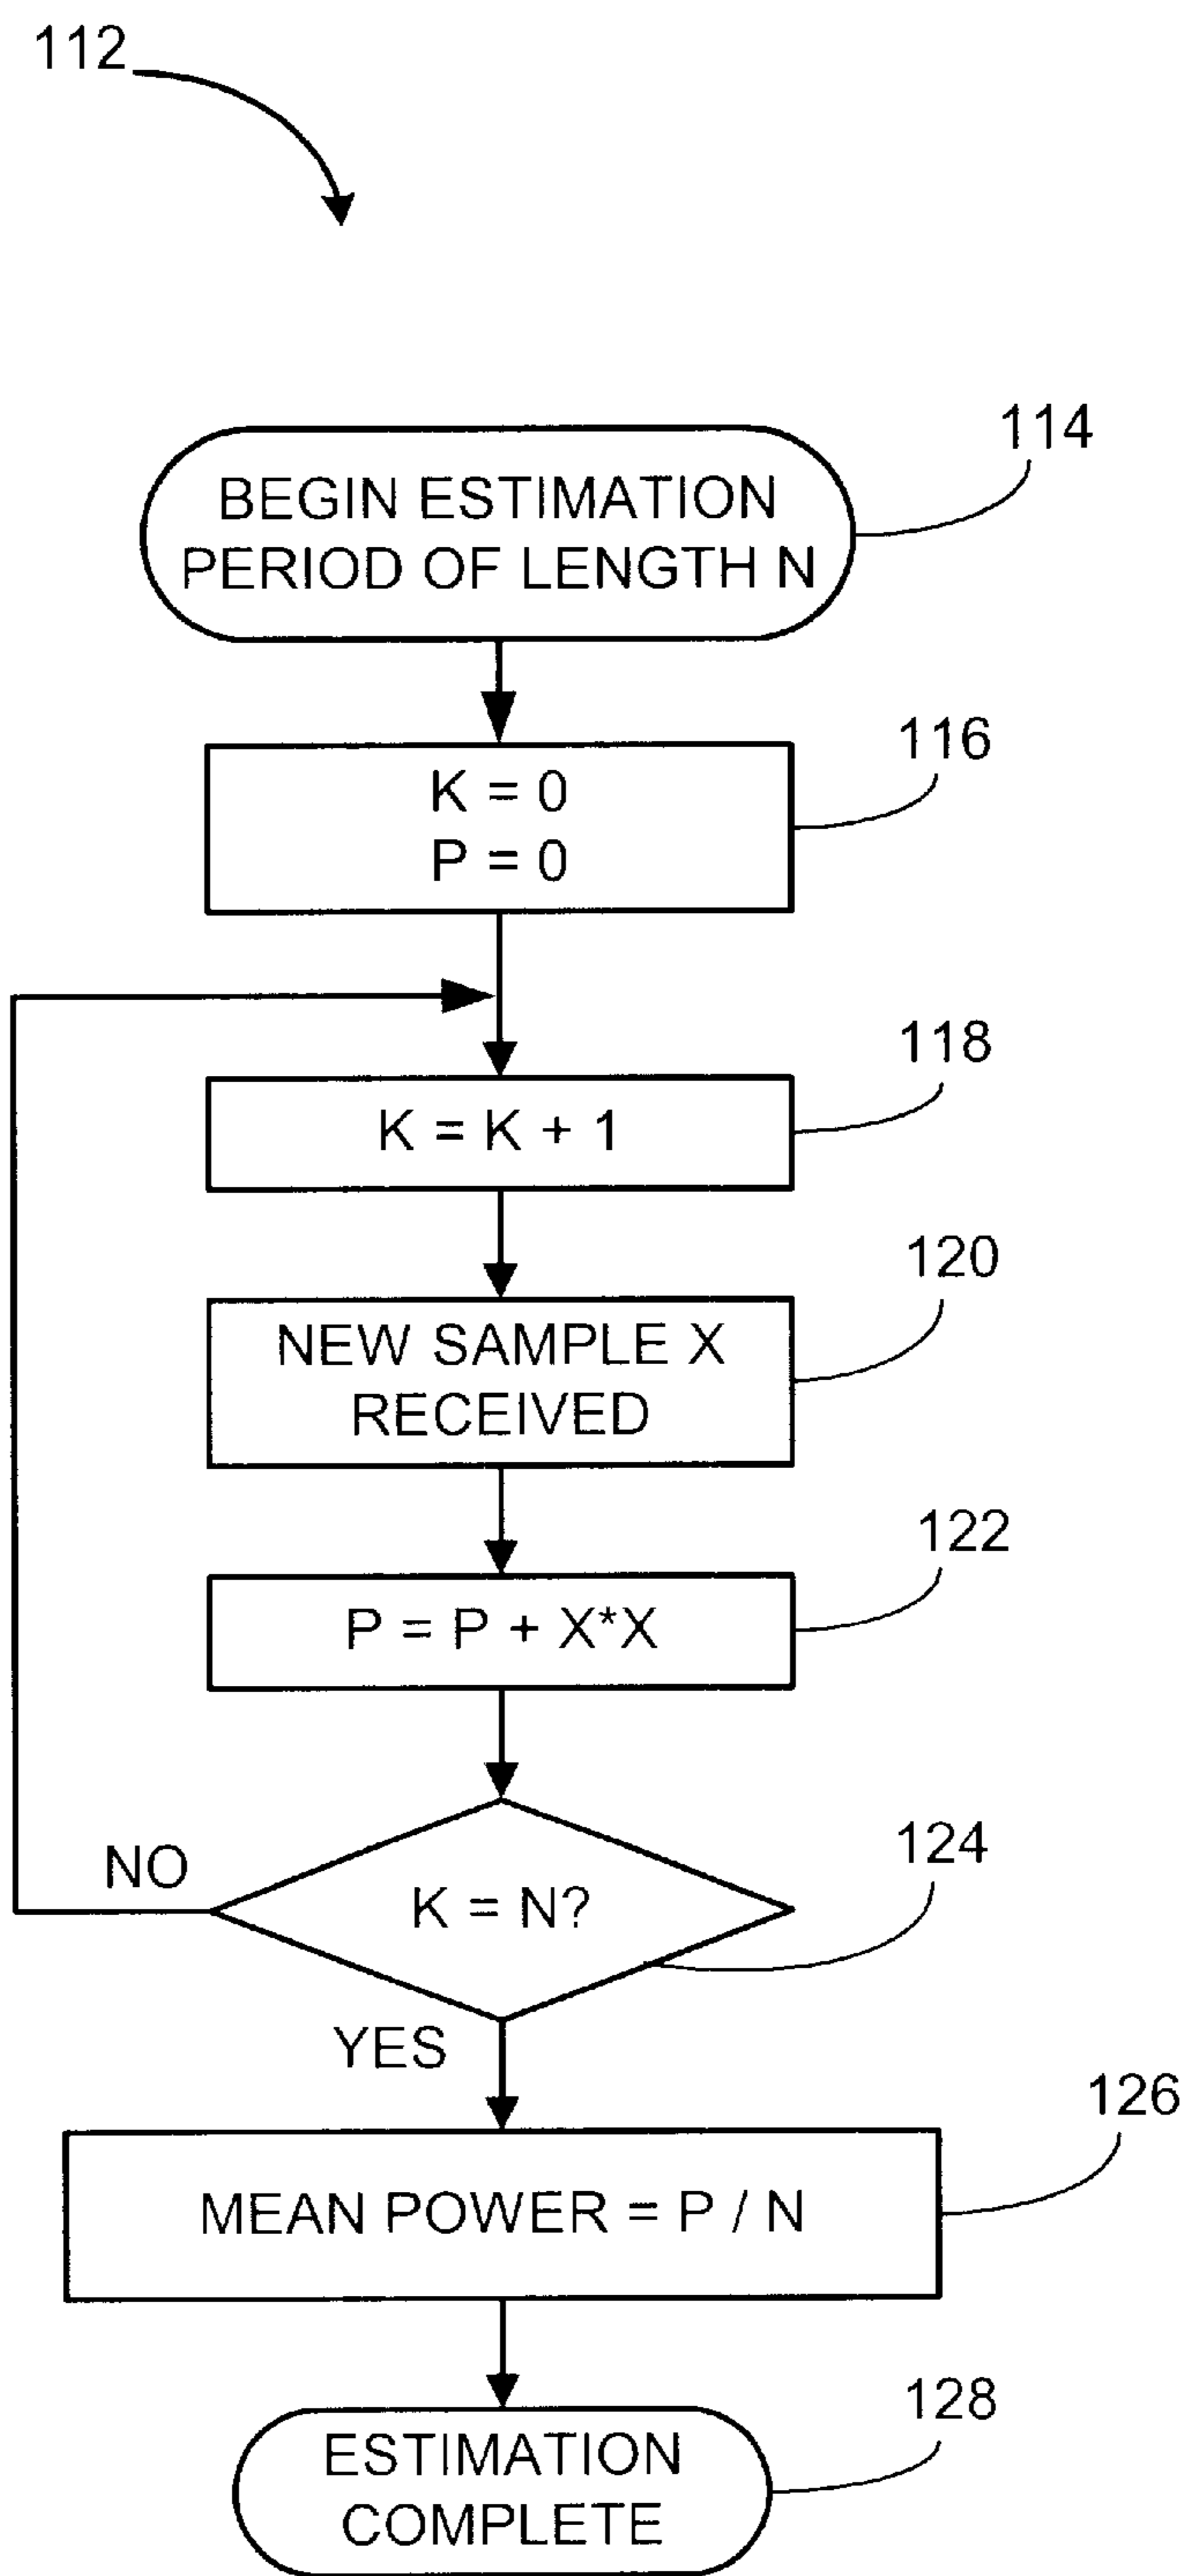 112
114
BEGIN ESTIMATION
PERIOD OF LENGTH N
116
K = 0
P = 0
118
K = K + 1
120
NEW SAMPLE X
RECEIVED
122
P = P + X*X
124
NO
K = N?
YES
126
MEAN POWER = P / N
128
ESTIMATION
COMPLETE